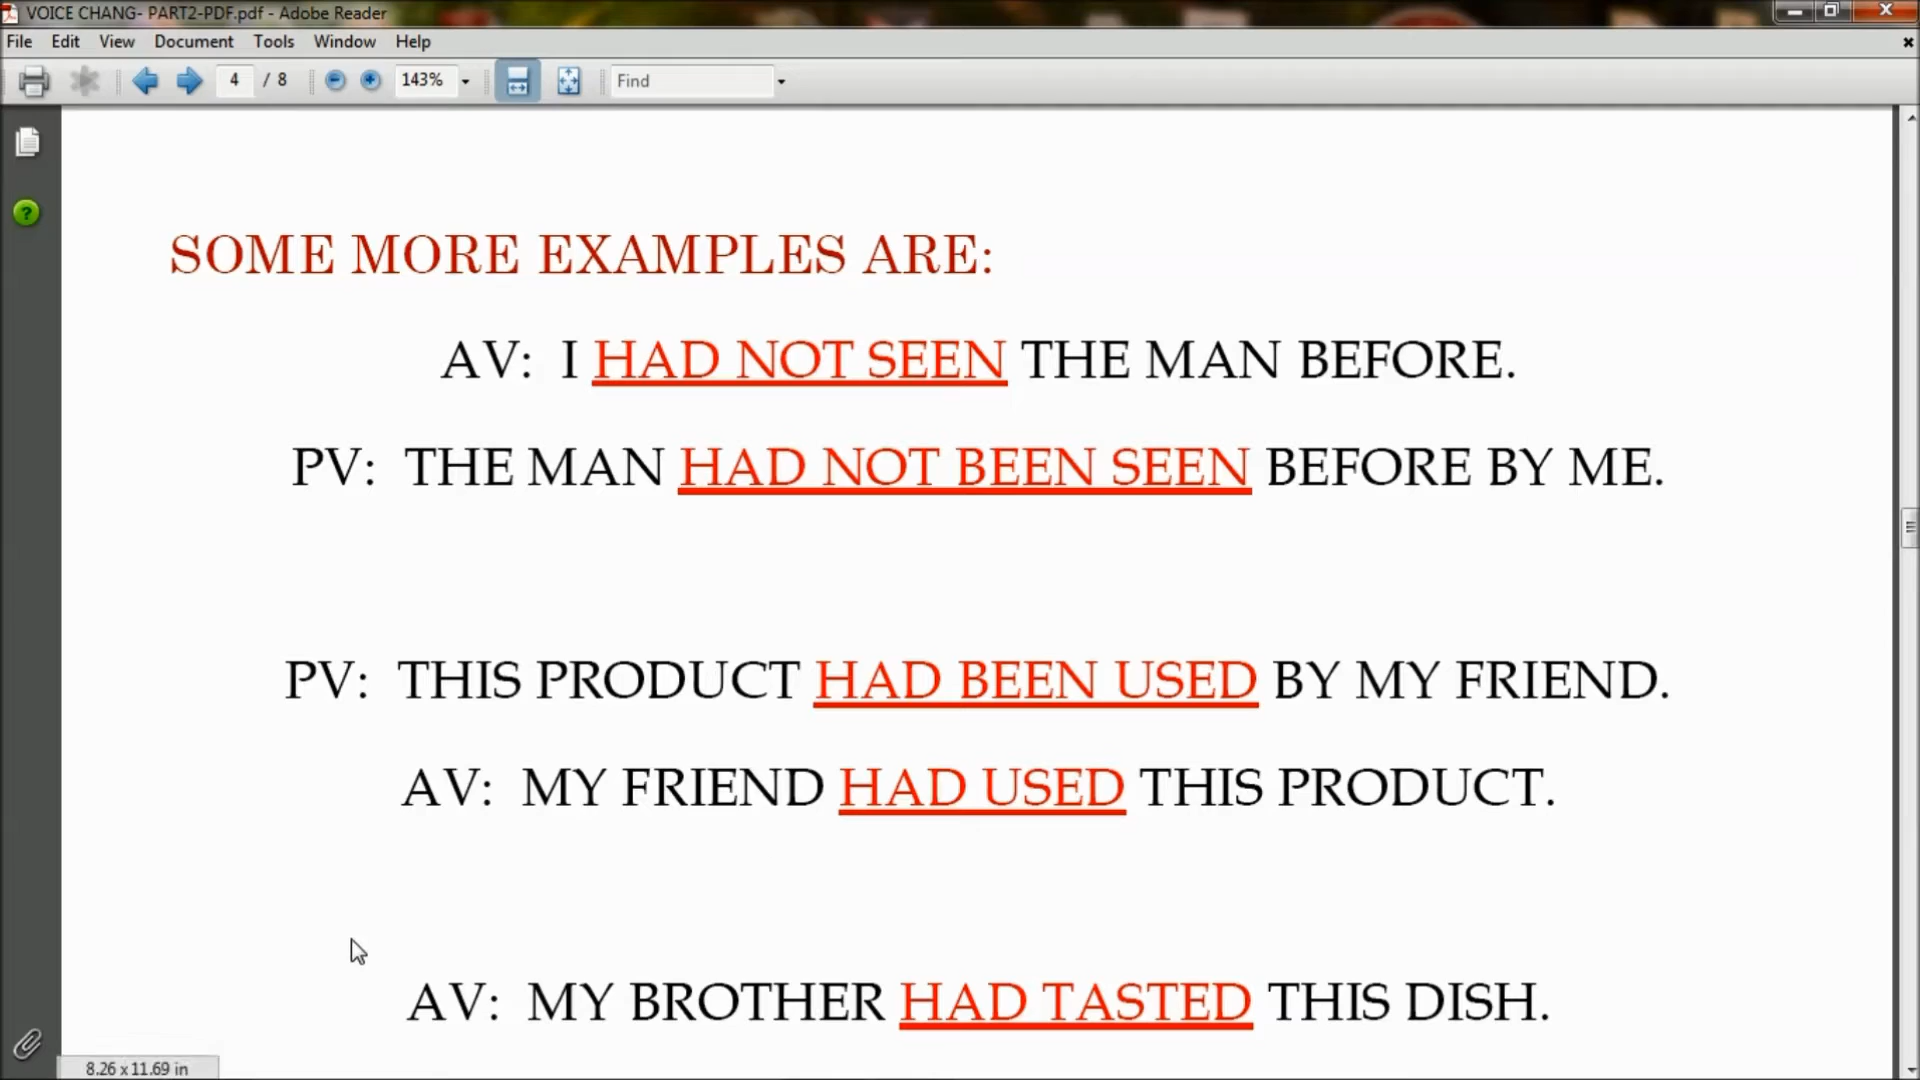 VOICE CHANG- PART2-PDF.pdf - Adobe Reader
File Edit View Document Tools Window Help
4 / 8 143% Find
SOME MORE EXAMPLES ARE:
AV: I HAD NOT SEEN THE MAN BEFORE.
PV: THE MAN HAD NOT BEEN SEEN BEFORE BY ME.
PV: THIS PRODUCT HAD BEEN USED BY MY FRIEND.
AV: MY FRIEND HAD USED THIS PRODUCT.
AV: MY BROTHER HAD TASTED THIS DISH.
8.26 x 11.69 in